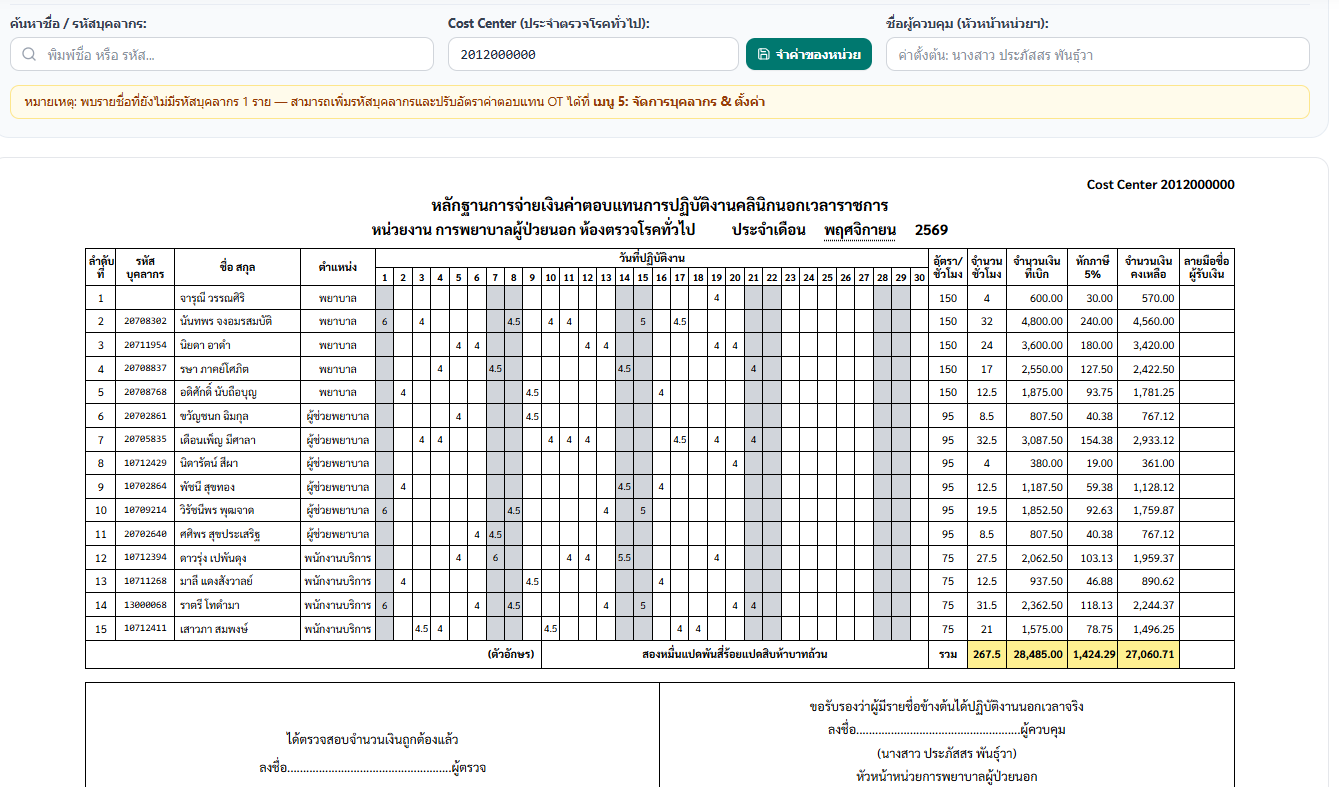 ค้นหาชื่อ / รหัสบุคลากร:
พิมพ์ชื่อ หรือ รหัส...
Cost Center (ประจำตรวจโรคทั่วไป):
2012000000
จำค่าของหน่วย
ชื่อผู้ควบคุม (หัวหน้าหน่วยฯ):
ค่าตั้งต้น: นางสาว ประภัสสร พันธุ์วา
หมายเหตุ: พบรายชื่อที่ยังไม่มีรหัสบุคลากร 1 ราย — สามารถเพิ่มรหัสบุคลากรและปรับอัตราค่าตอบแทน OT ได้ที่ เมนู 5: จัดการบุคลากร & ตั้งค่า
Cost Center 2012000000
หลักฐานการจ่ายเงินค่าตอบแทนการปฏิบัติงานคลินิกนอกเวลาราชการ
หน่วยงาน การพยาบาลผู้ป่วยนอก ห้องตรวจโรคทั่วไป ประจำเดือน พฤศจิกายน 2569
ลำดับที่ รหัสบุคลากร ชื่อ สกุล ตำแหน่ง วันที่ปฏิบัติงาน อัตรา/ชั่วโมง จำนวนชั่วโมง จำนวนเงินที่เบิก หักภาษี 5% จำนวนเงินคงเหลือ ลายมือชื่อผู้รับเงิน
1 2 3 4 5 6 7 8 9 10 11 12 13 14 15 16 17 18 19 20 21 22 23 24 25 26 27 28 29 30
1 จารุณี วรรณศิริ พยาบาล 4 150 4 600.00 30.00 570.00
2 20708302 นันทพร จงอมรสมบัติ พยาบาล 6 4 4.5 4 4 5 4.5 150 32 4,800.00 240.00 4,560.00
3 20711954 นิยดา อาดำ พยาบาล 4 4 4 4 4 4 150 24 3,600.00 180.00 3,420.00
4 20708837 รษา ภาคย์โศภิต พยาบาล 4 4.5 4.5 4 150 17 2,550.00 127.50 2,422.50
5 20708768 อดิศักดิ์ นับถือบุญ พยาบาล 4 4.5 4 150 12.5 1,875.00 93.75 1,781.25
6 20702861 ขวัญชนก ฉิมกุล ผู้ช่วยพยาบาล 4 4.5 95 8.5 807.50 40.38 767.12
7 20705835 เดือนเพ็ญ มีศาลา ผู้ช่วยพยาบาล 4 4 4 4 4 4.5 4 4 95 32.5 3,087.50 154.38 2,933.12
8 10712429 นิดารัตน์ สีผา ผู้ช่วยพยาบาล 4 95 4 380.00 19.00 361.00
9 10702864 พัชนี สุขทอง ผู้ช่วยพยาบาล 4 4.5 4 95 12.5 1,187.50 59.38 1,128.12
10 10709214 วิรัชนีพร พุฒจาด ผู้ช่วยพยาบาล 6 4.5 4 5 95 19.5 1,852.50 92.63 1,759.87
11 20702640 ศศิพร สุขประเสริฐ ผู้ช่วยพยาบาล 4 4.5 95 8.5 807.50 40.38 767.12
12 10712394 ดาวรุ่ง เปพันดุง พนักงานบริการ 4 6 4 4 5.5 4 75 27.5 2,062.50 103.13 1,959.37
13 10711268 มาลี แดงสังวาลย์ พนักงานบริการ 4 4.5 4 75 12.5 937.50 46.88 890.62
14 13000068 ราตรี โทดำมา พนักงานบริการ 6 4 4.5 4 5 4 4 75 31.5 2,362.50 118.13 2,244.37
15 10712411 เสาวภา สมพงษ์ พนักงานบริการ 4.5 4 4.5 4 4 75 21 1,575.00 78.75 1,496.25
(ตัวอักษร) สองหมื่นแปดพันสี่ร้อยแปดสิบห้าบาทถ้วน รวม 267.5 28,485.00 1,424.29 27,060.71
ได้ตรวจสอบจำนวนเงินถูกต้องแล้ว
ลงชื่อ....................................................ผู้ตรวจ
ขอรับรองว่าผู้มีรายชื่อข้างต้นได้ปฏิบัติงานนอกเวลาจริง
ลงชื่อ....................................................ผู้ควบคุม
(นางสาว ประภัสสร พันธุ์วา)
หัวหน้าหน่วยการพยาบาลผู้ป่วยนอก